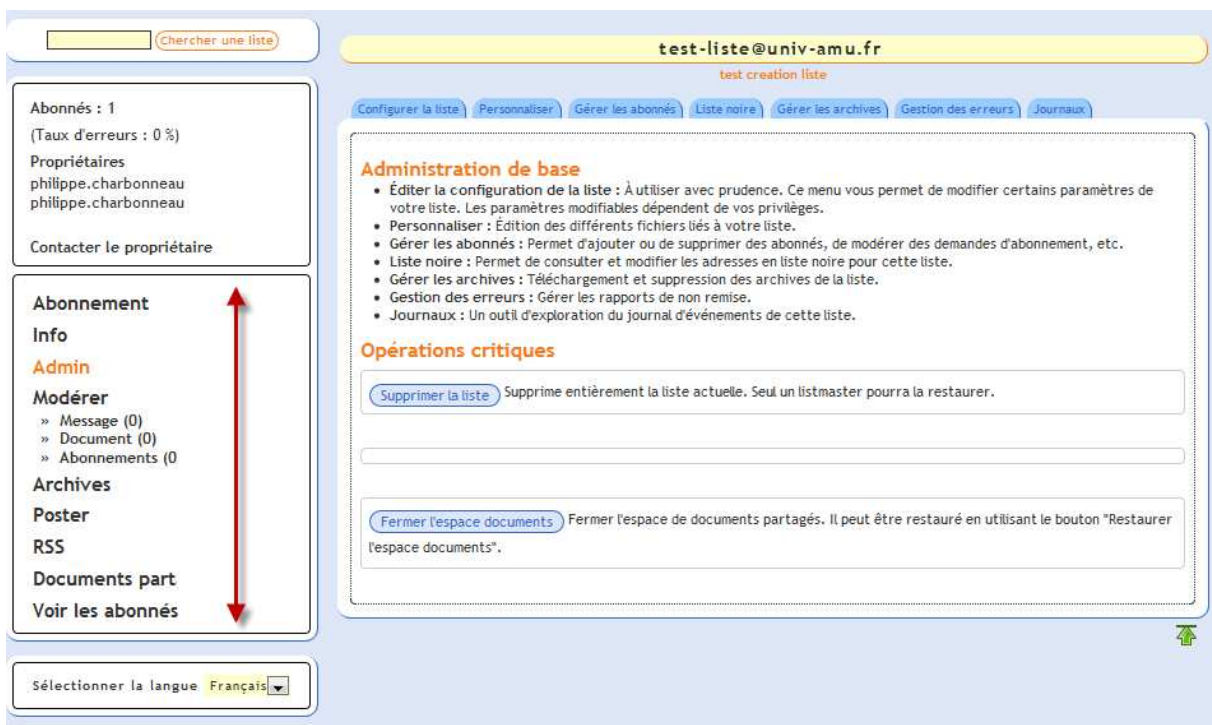 Chercher une liste
Abonnés : 1
(Taux d'erreurs : 0 %)
Propriétaires
philippe.charbonneau
philippe.charbonneau
Contacter le propriétaire
Abonnement
Info
Admin
Modérer
» Message (0)
» Document (0)
» Abonnements (0
Archives
Poster
RSS
Documents part
Voir les abonnés
Sélectionner la langue Français
test-liste@univ-amu.fr
test creation liste
Configurer la liste Personnaliser Gérer les abonnés Liste noire Gérer les archives Gestion des erreurs Journaux
Administration de base
• Éditer la configuration de la liste : À utiliser avec prudence. Ce menu vous permet de modifier certains paramètres de
votre liste. Les paramètres modifiables dépendent de vos privilèges.
• Personnaliser : Édition des différents fichiers liés à votre liste.
• Gérer les abonnés : Permet d'ajouter ou de supprimer des abonnés, de modérer des demandes d'abonnement, etc.
• Liste noire : Permet de consulter et modifier les adresses en liste noire pour cette liste.
• Gérer les archives : Téléchargement et suppression des archives de la liste.
• Gestion des erreurs : Gérer les rapports de non remise.
• Journaux : Un outil d'exploration du journal d'événements de cette liste.
Opérations critiques
Supprimer la liste Supprime entièrement la liste actuelle. Seul un listmaster pourra la restaurer.
Fermer l'espace documents Fermer l'espace de documents partagés. Il peut être restauré en utilisant le bouton "Restaurer
l'espace documents".